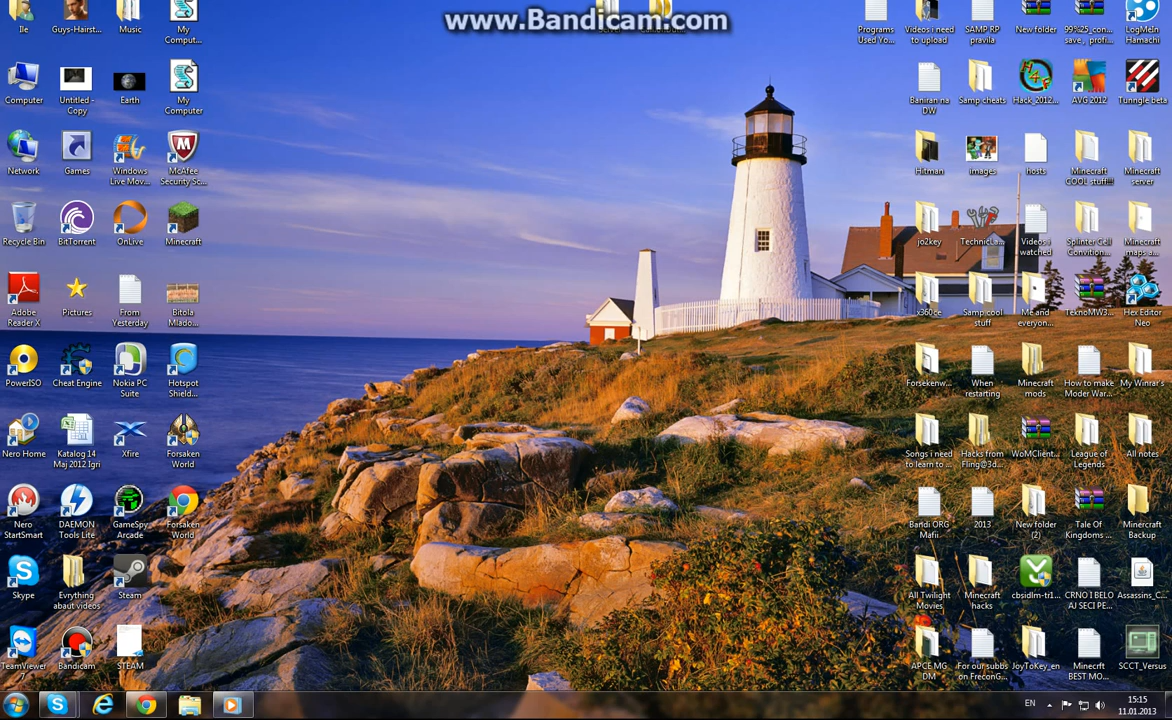 www.Bandicam.com
Ile
Guys-Hairst...
Music
My
Comput...
Programs
Used Yo...
Videos i need
to upload
SAMP RP
pravila
New folder
99%25_con...
save, profi...
LogMeIn
Hamachi
Computer
Untitled -
Copy
Earth
My
Computer
Baniran na
DW
Samp cheats
Hack_2012...
AVG 2012
Tunngle beta
Network
Games
Windows
Live Mov...
McAfee
Security Sc...
Hitman
images
hosts
Minecraft
COOL stuff!!!
Minecraft
server
Recycle Bin
BitTorrent
OnLive
Minecraft
jo2key
TechnicLa...
Videos i
watched
Splinter Cell
Convition...
Minecraft
maps a...
Adobe
Reader X
Pictures
From
Yesterday
Bitola
Mlado...
x360ce
Samp cool
stuff
Me and
everyon...
TeknoMW3...
Hex Editor
Neo
PowerISO
Cheat Engine
Nokia PC
Suite
Hotspot
Shield...
Forsekenw...
When
restarting
Minecraft
mods
How to make
Moder War...
My Winrar's
Nero Home
Katalog 14
Maj 2012 Igri
Xfire
Forsaken
World
Songs i need
to learn to ...
Hacks from
Fling@3d...
WoMClient...
League of
Legends
All notes
Nero
StartSmart
DAEMON
Tools Lite
GameSpy
Arcade
Forsaken
World
Bandi ORG
Mafii
2013
New folder
(2)
Tale Of
Kingdoms ...
Minercraft
Backup
Skype
Evrything
abaut videos
Steam
All Twilight
Movies
Minecraft
hacks
cbsidlm-tr1...
CRNO I BELO
AJ SECI PE...
Assassins_C...
TeamViewer
7
Bandicam
STEAM
APCE MG
DM
For our subbs
on FreconG...
JoyToKey_en
Minecrft
BEST MO...
SCCT_Versus
EN
15:15
11.01.2013